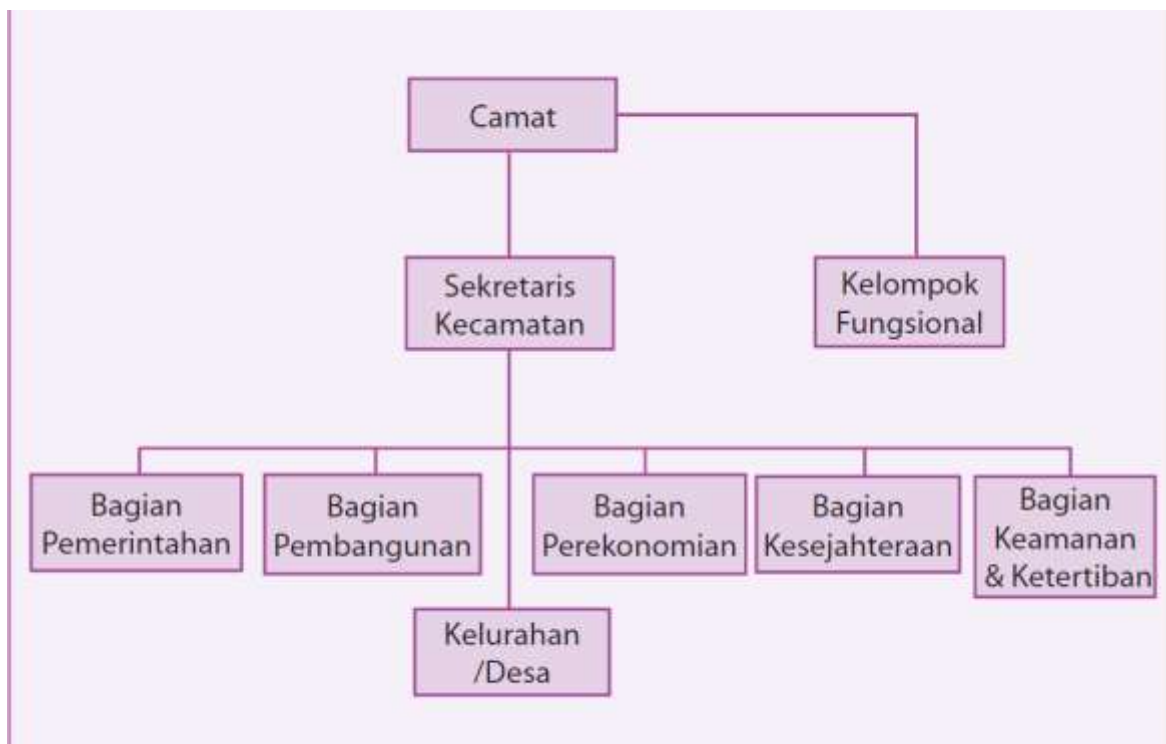 Camat
Sekretaris
Kecamatan
Kelompok
Fungsional
Bagian
Pemerintahan
Bagian
Pembangunan
Bagian
Perekonomian
Bagian
Kesejahteraan
Bagian
Keamanan
& Ketertiban
Kelurahan
/Desa